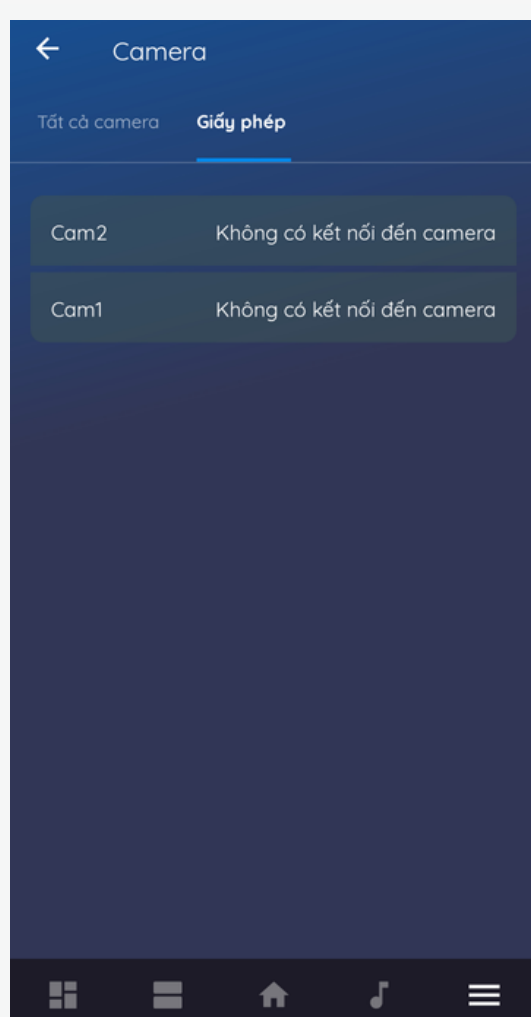 Camera
Tất cả camera Giấy phép
Cam2 Không có kết nối đến camera
Cam1 Không có kết nối đến camera